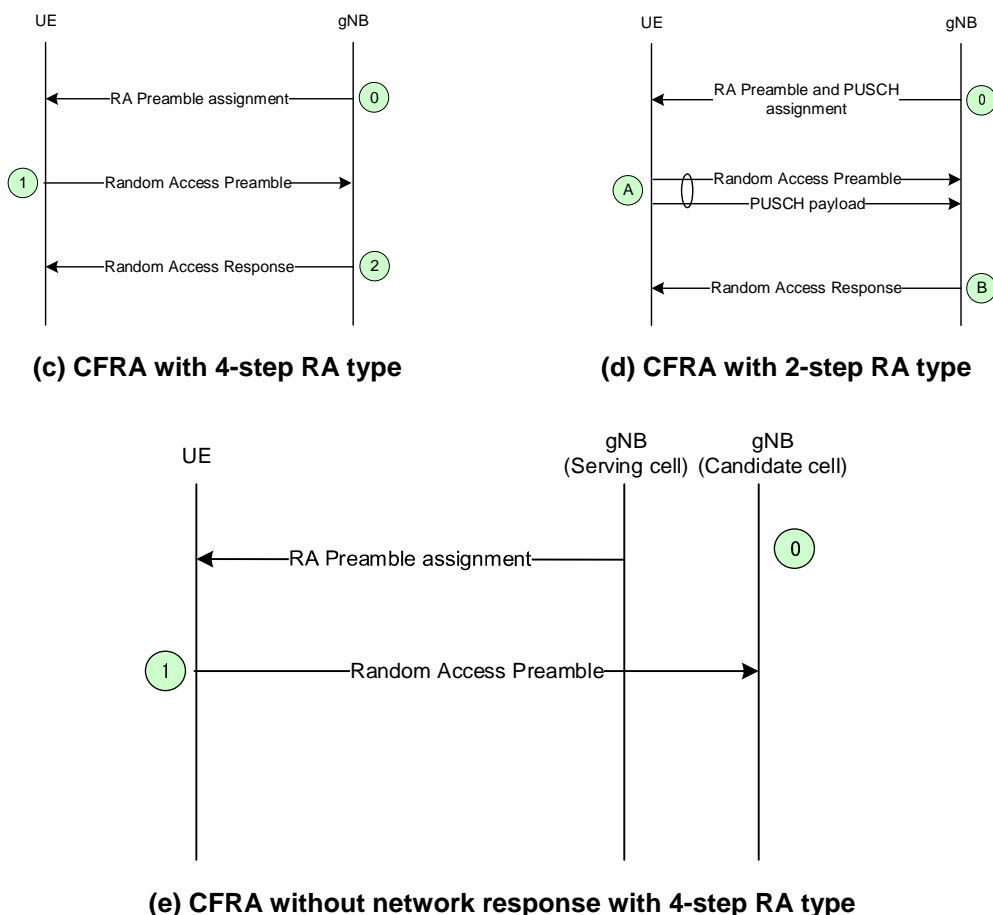 UE
gNB
RA Preamble assignment
0
1
Random Access Preamble
Random Access Response
2
(c) CFRA with 4-step RA type
UE
gNB
RA Preamble and PUSCH
assignment
0
A
Random Access Preamble
PUSCH payload
Random Access Response
B
(d) CFRA with 2-step RA type
UE
gNB
(Serving cell)
gNB
(Candidate cell)
RA Preamble assignment
0
1
Random Access Preamble
(e) CFRA without network response with 4-step RA type